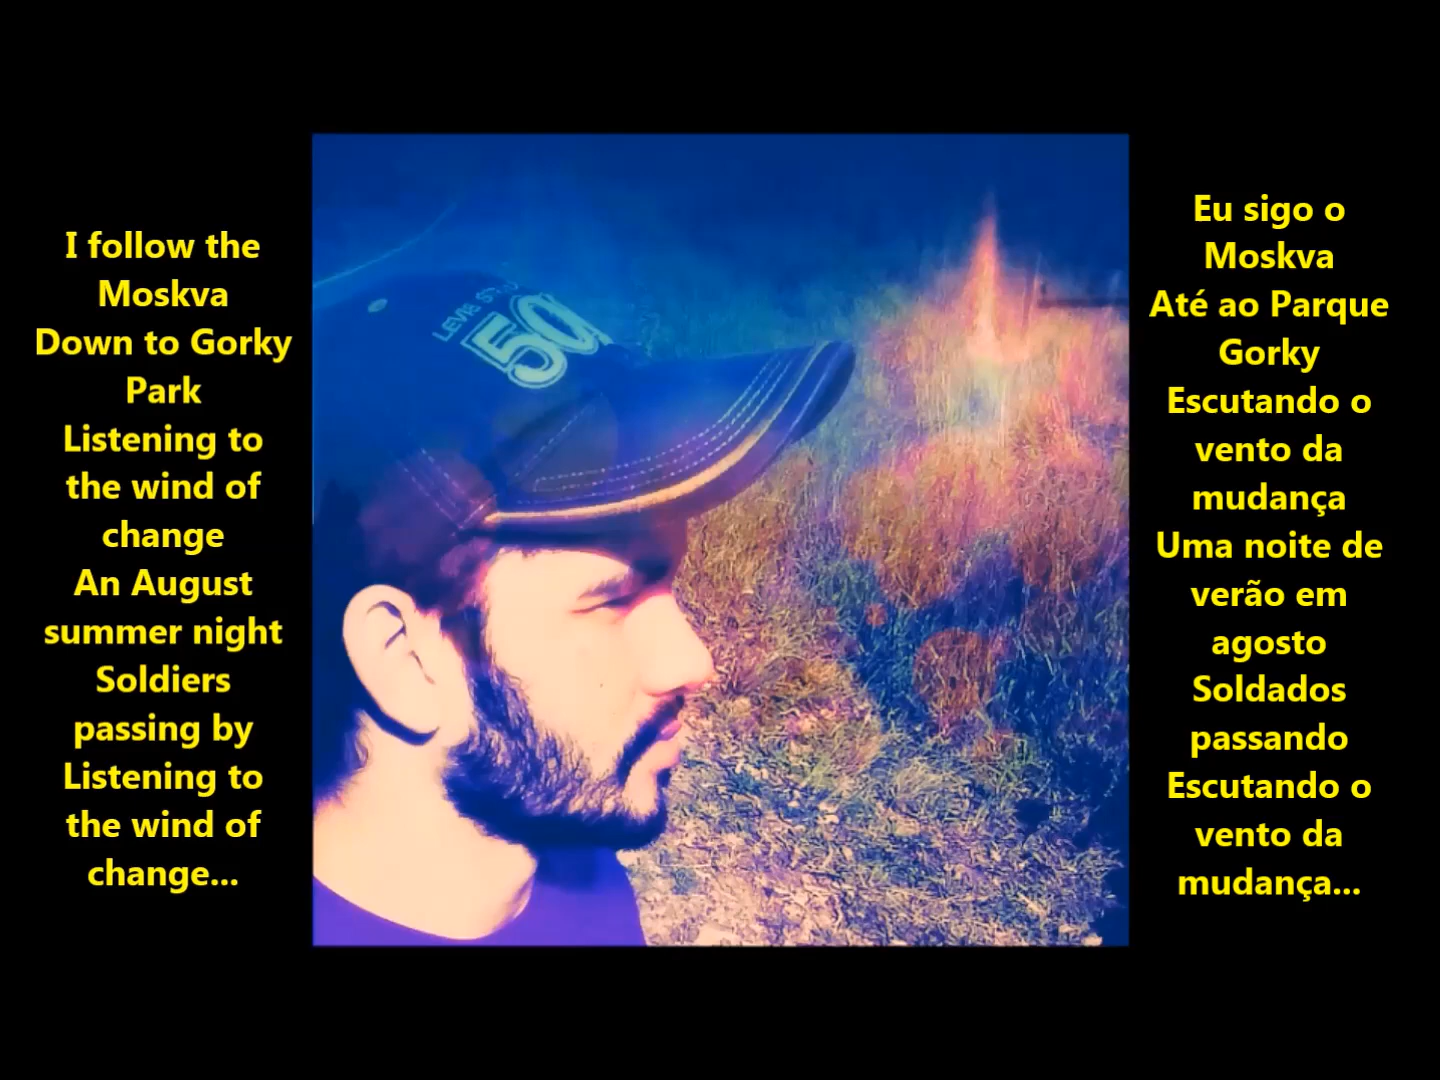 I follow the
Moskva
Down to Gorky
Park
Listening to
the wind of
change
An August
summer night
Soldiers
passing by
Listening to
the wind of
change...
LEVIS
50
Eu sigo o
Moskva
Até ao Parque
Gorky
Escutando o
vento da
mudança
Uma noite de
verão em
agosto
Soldados
passando
Escutando o
vento da
mudança...